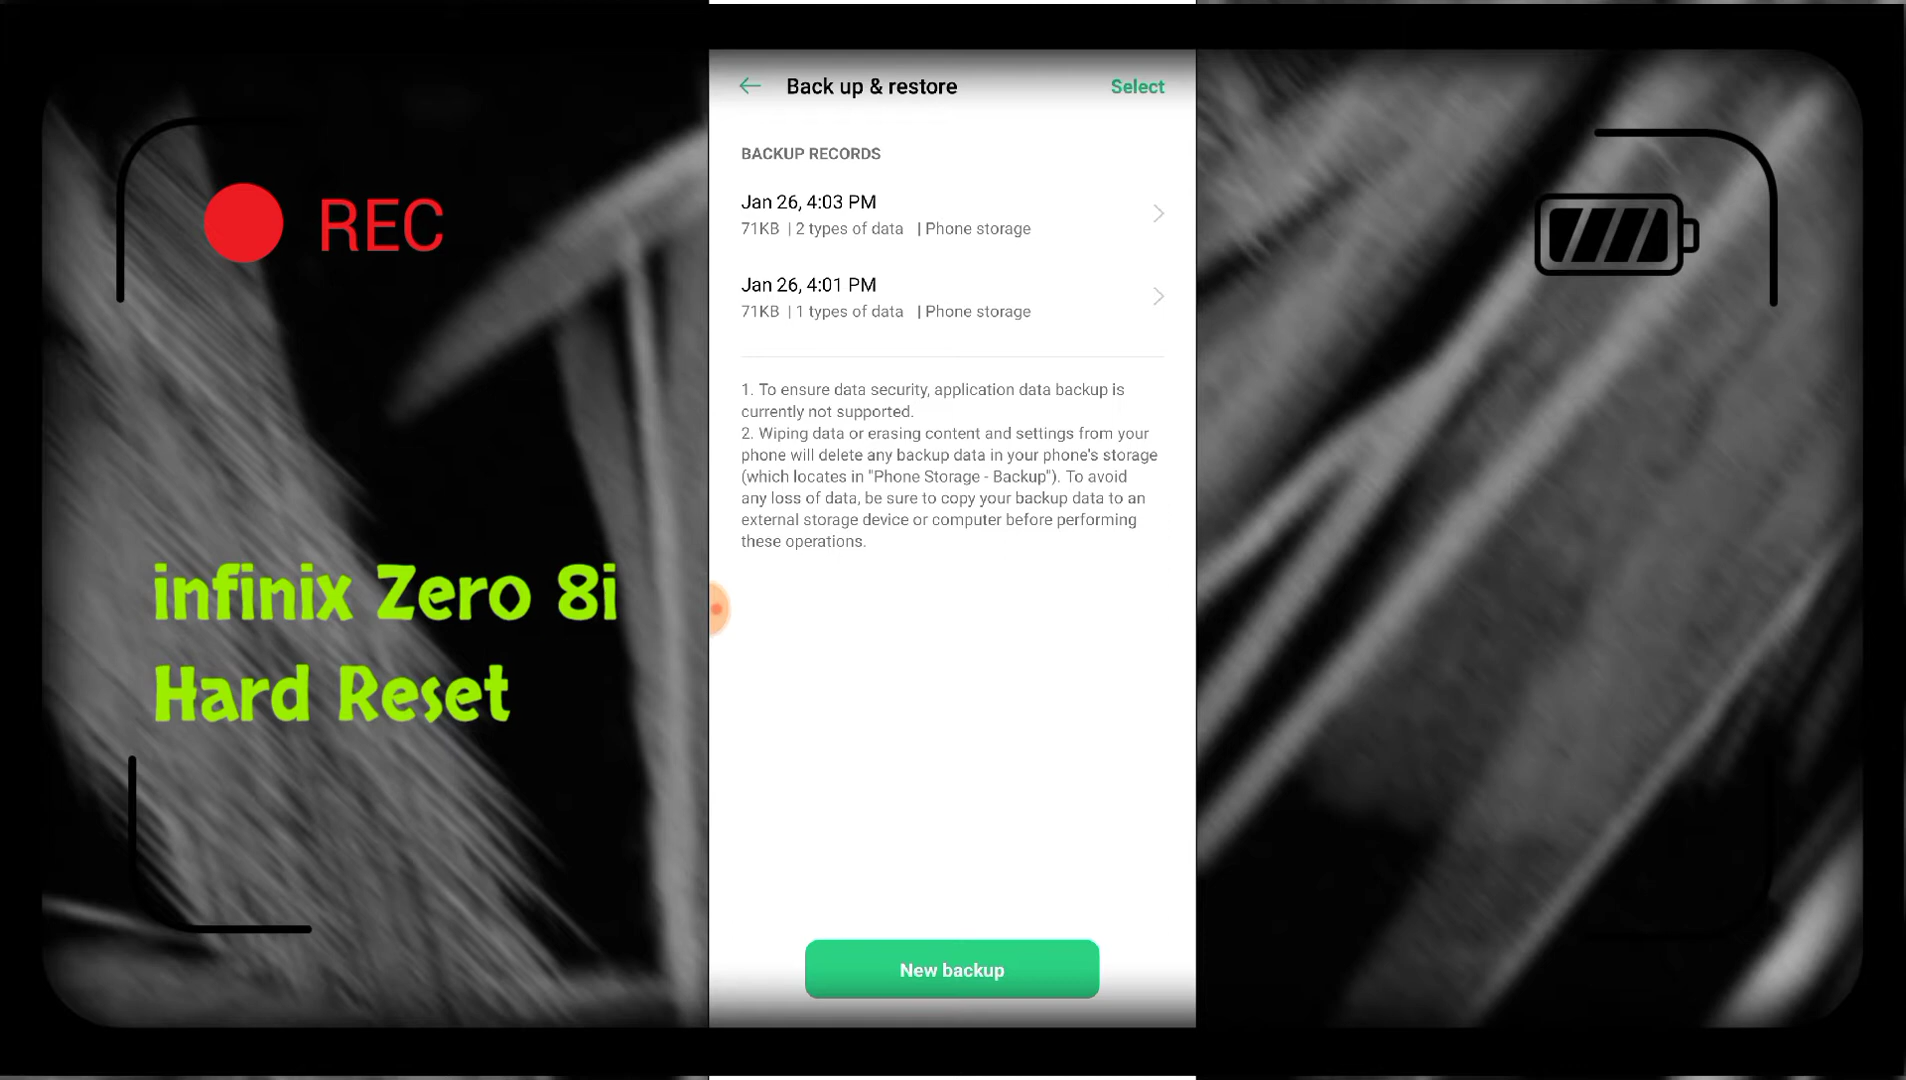 REC
infinix Zero 8i
Hard Reset
Back up & restore
Select
BACKUP RECORDS
Jan 26, 4:03 PM
71KB | 2 types of data | Phone storage
Jan 26, 4:01 PM
71KB | 1 types of data | Phone storage
1. To ensure data security, application data backup is
currently not supported.
2. Wiping data or erasing content and settings from your
phone will delete any backup data in your phone's storage
(which locates in "Phone Storage - Backup"). To avoid
any loss of data, be sure to copy your backup data to an
external storage device or computer before performing
these operations.
New backup